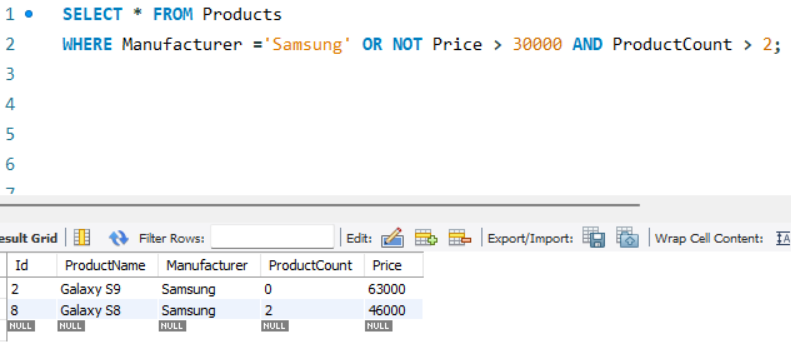 1 SELECT * FROM Products
2 WHERE Manufacturer ='Samsung' OR NOT Price > 30000 AND ProductCount > 2;
3
4
5
6
7
esult Grid Filter Rows: Edit: Export/Import: Wrap Cell Content: IA
Id ProductName Manufacturer ProductCount Price
2 Galaxy S9 Samsung 0 63000
8 Galaxy S8 Samsung 2 46000
NULL NULL NULL NULL NULL